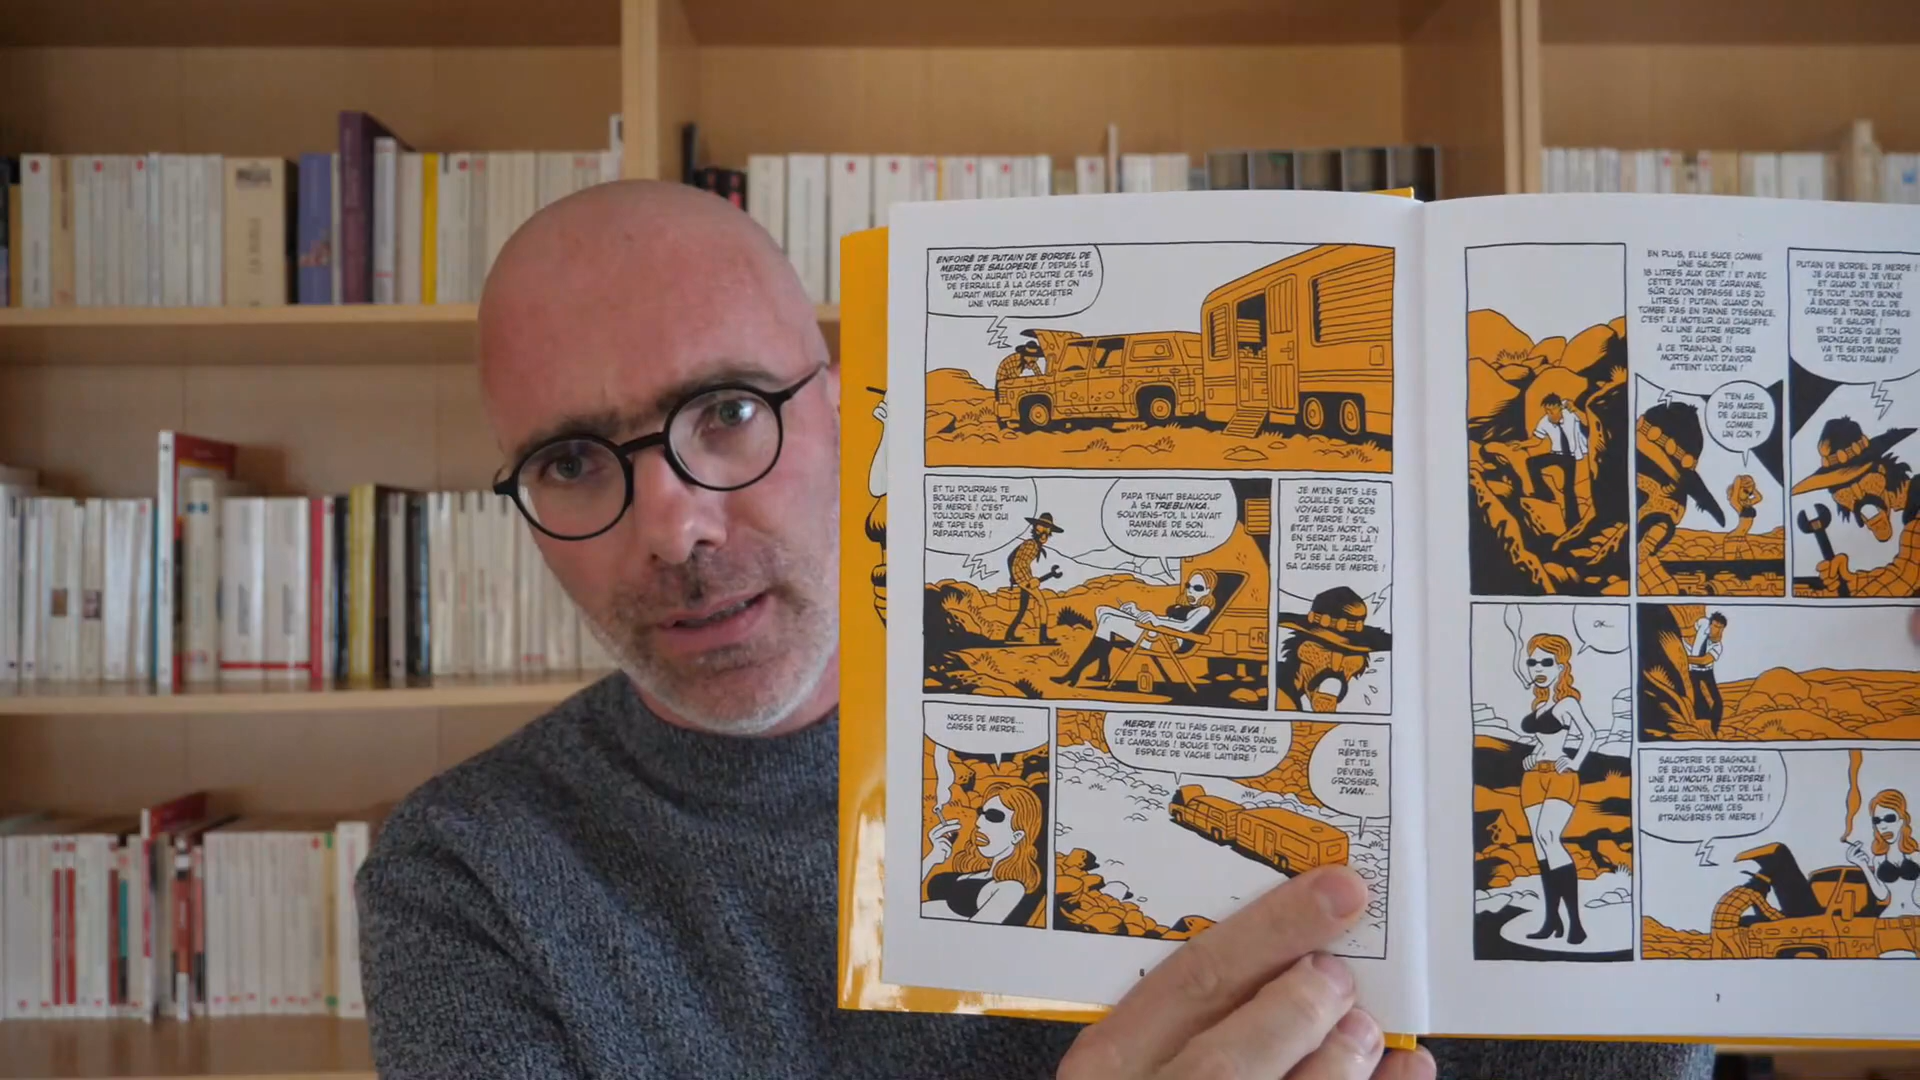 ENFOIRÉ DE PUTAIN DE BORDEL DE
MERDE DE SALOPERIE ! DEPUIS LE
TEMPS, ON AURAIT DÛ FOUTRE CE TAS
DE FERRAILLE À LA CASSE ET ON
AURAIT MIEUX FAIT D'ACHETER
UNE VRAIE BAGNOLE !
ET TU POURRAIS TE
BOUGER LE CUL, PUTAIN
DE MERDE ! C'EST
TOUJOURS MOI QUI
ME TAPE LES
RÉPARATIONS !
PAPA TENAIT BEAUCOUP
À SA TREBLINKA.
SOUVIENS-TOI, IL L'AVAIT
RAMENÉE DE SON
VOYAGE À MOSCOU...
JE M'EN BATS LES
COUILLES DE SON
VOYAGE DE NOCES
DE MERDE ! S'IL
ÉTAIT PAS MORT, ON
EN SERAIT PAS LÀ !
PUTAIN, IL AURAIT
PU SE LA GARDER,
SA CAISSE DE MERDE !
NOCES DE MERDE...
CAISSE DE MERDE...
MERDE !!! TU FAIS CHIER, EVA !
C'EST PAS TOI QU'AS LES MAINS DANS
LE CAMBOUIS ! BOUGE TON GROS CUL,
ESPÈCE DE VACHE LAITIÈRE !
TU TE
RÉPÈTES
ET TU
DEVIENS
GROSSIER,
IVAN...
EN PLUS, ELLE SUCE COMME
UNE SALOPE !
18 LITRES AUX CENT ! ET AVEC
CETTE PUTAIN DE CARAVANE,
SÛR QU'ON DÉPASSE LES 20
LITRES ! PUTAIN, QUAND ON
TOMBE PAS EN PANNE D'ESSENCE,
C'EST LE MOTEUR QUI CHAUFFE,
OU UNE AUTRE MERDE
DU GENRE !!
À CE TRAIN-LÀ, ON SERA
MORTS AVANT D'AVOIR
ATTEINT L'OCÉAN !
T'EN AS
PAS MARRE
DE GUEULER
COMME
UN CON ?
PUTAIN DE BORDEL DE MERDE !
JE GUEULE SI JE VEUX
ET QUAND JE VEUX !
T'ES TOUT JUSTE BONNE
À ENDUIRE TON CUL DE
GRAISSE À TRAIRE, ESPÈCE
DE SALOPE !
SI TU CROIS QUE TON
BRONZAGE DE MERDE
VA TE SERVIR DANS
CE TROU PAUMÉ !
OK...
SALOPERIE DE BAGNOLE
DE BUVEURS DE VODKA !
UNE PLYMOUTH BELVEDERE !
ÇA AU MOINS, C'EST DE LA
CAISSE QUI TIENT LA ROUTE !
PAS COMME CES
ÉTRANGÈRES DE MERDE !
7